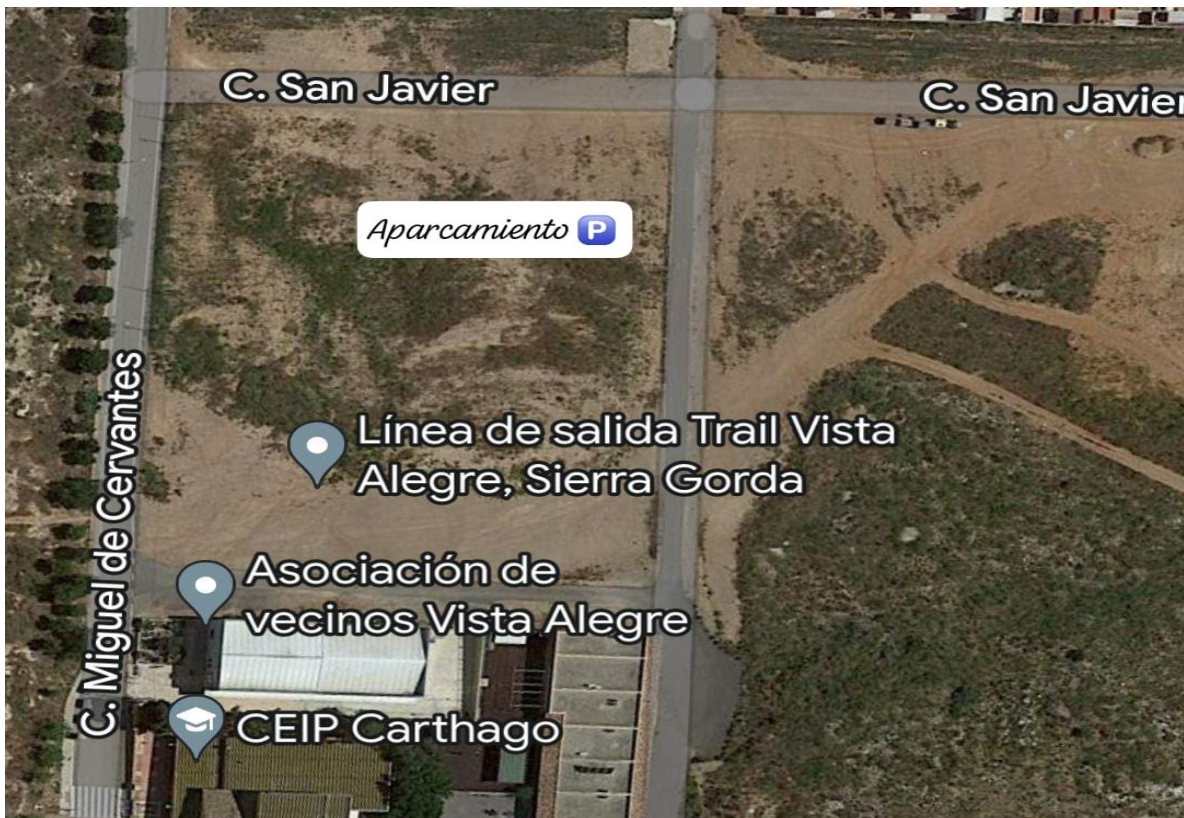 C. San Javier
C. San Javier
Aparcamiento P
C. Miguel de Cervantes
Línea de salida Trail Vista
Alegre, Sierra Gorda
Asociación de
vecinos Vista Alegre
CEIP Carthago